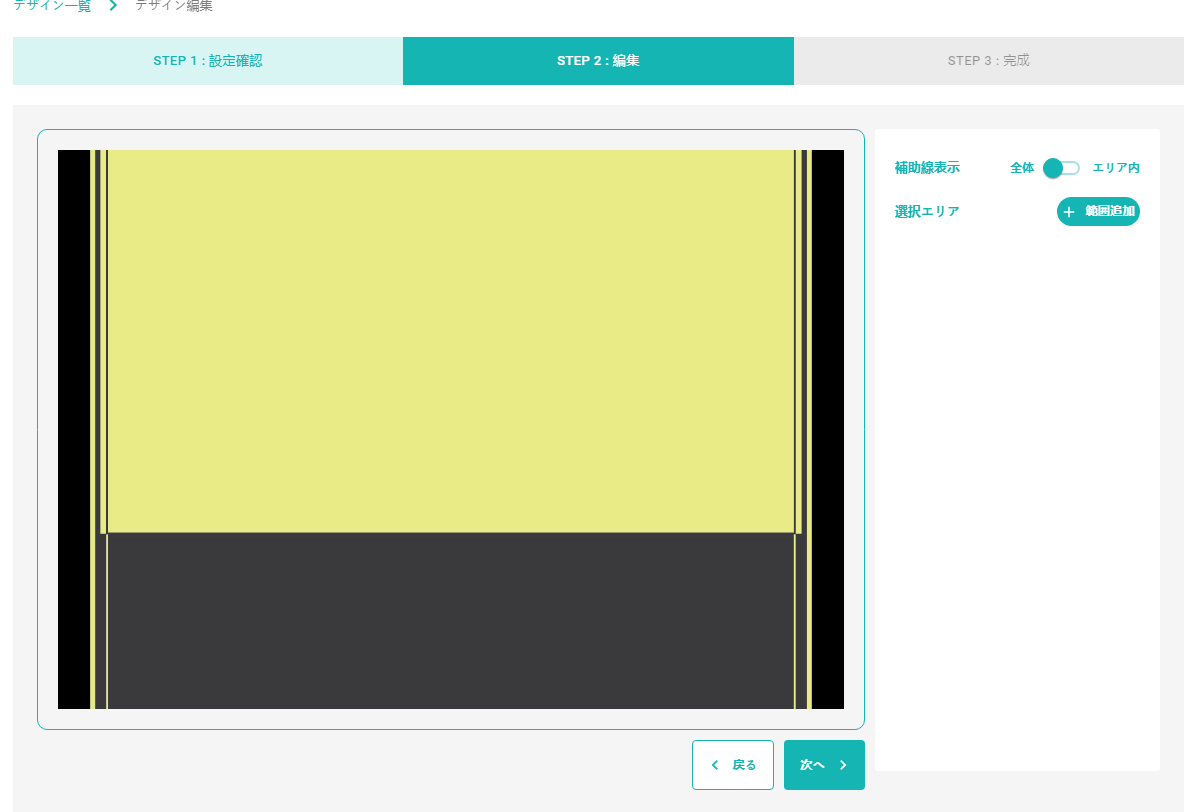 デザイン一覧 デザイン編集
STEP 1 : 設定確認 STEP 2 : 編集 STEP 3 : 完成
補助線表示 全体 エリア内
選択エリア + 範囲追加
戻る 次へ